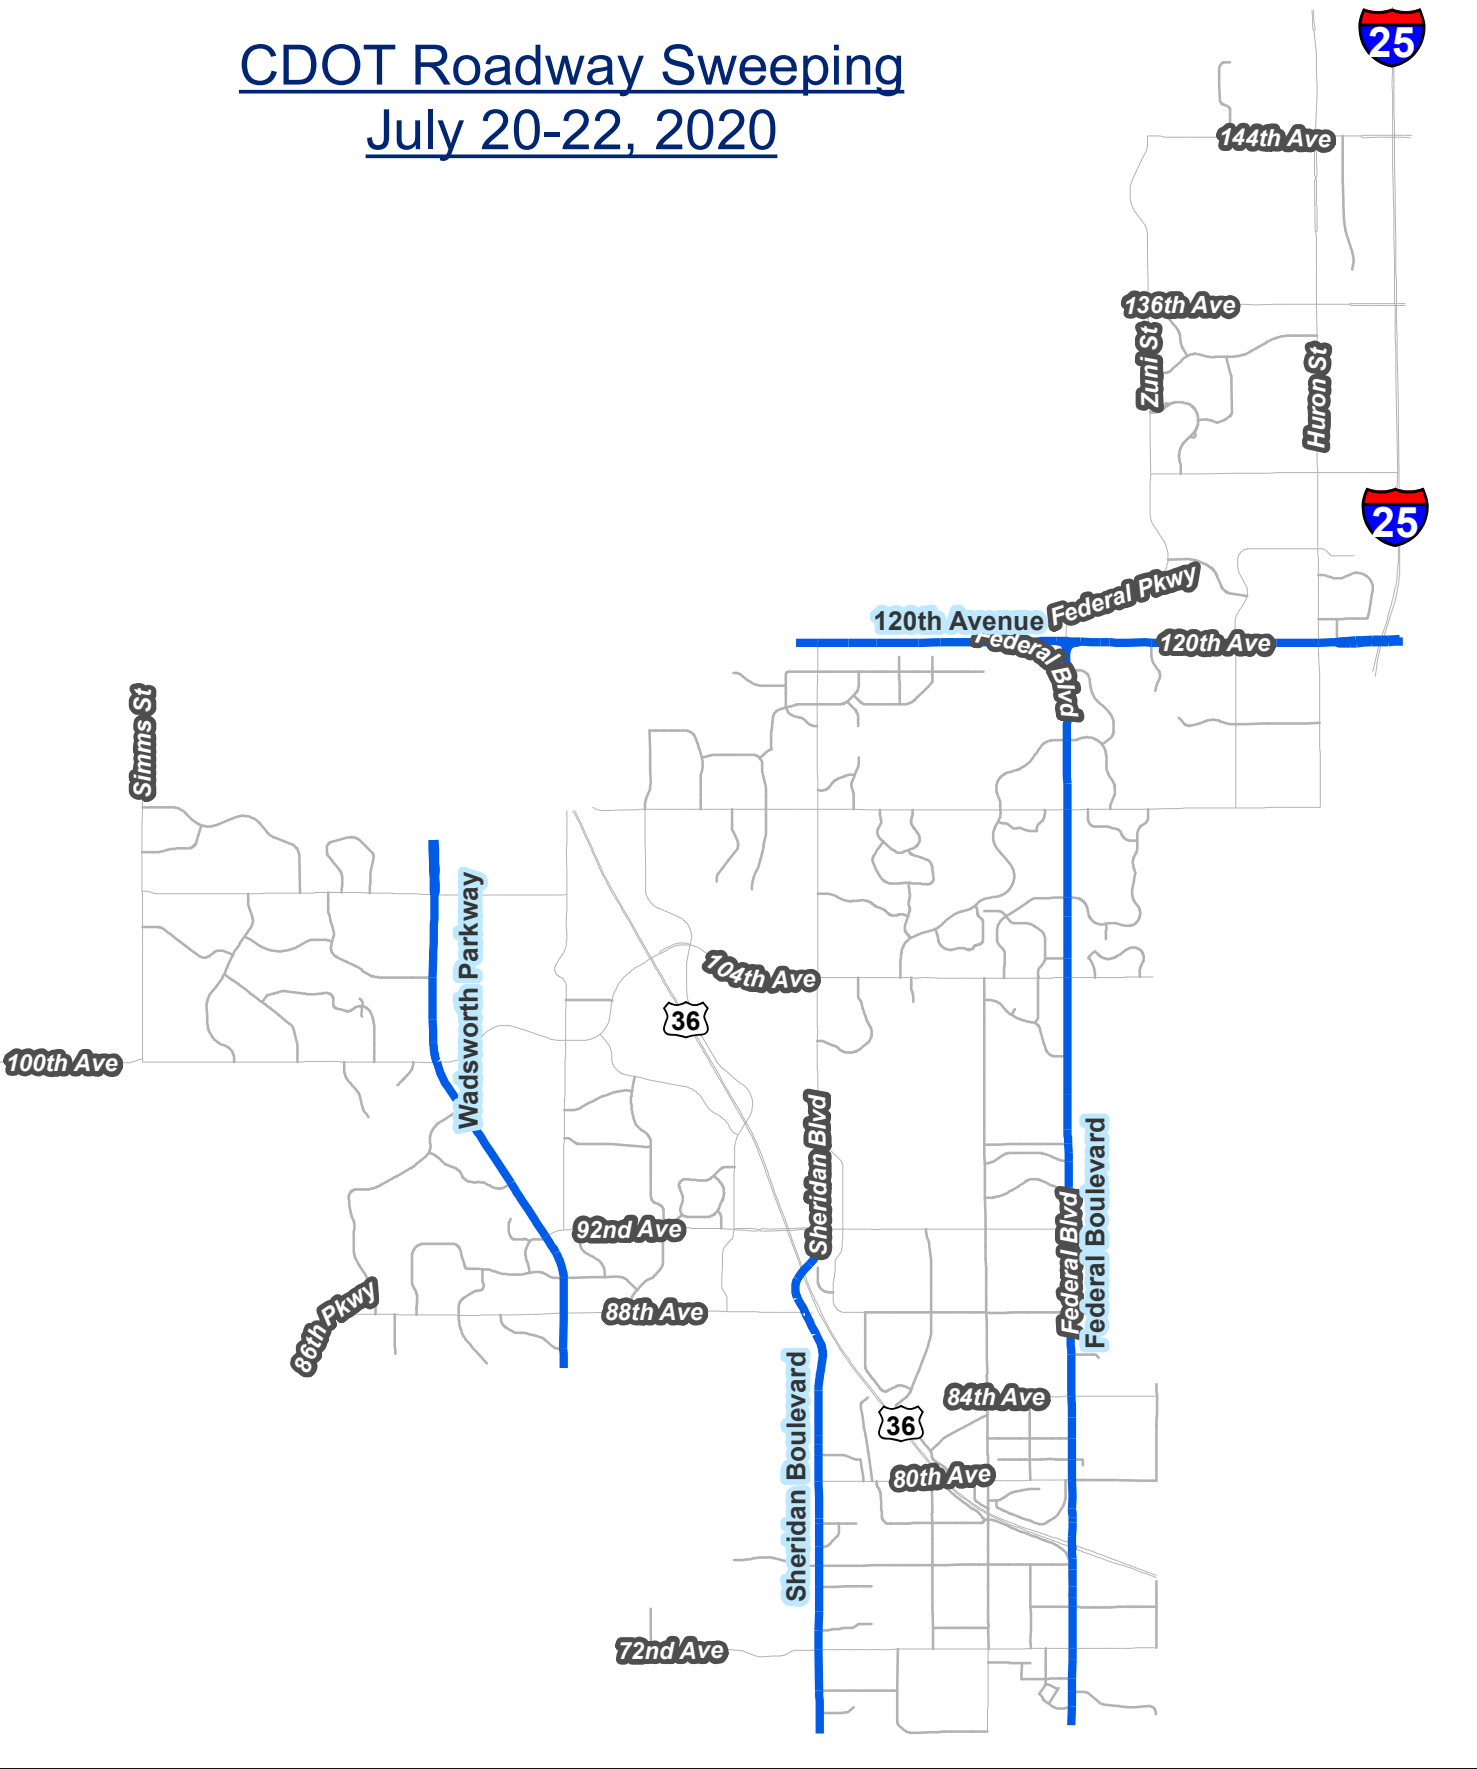 CDOT Roadway Sweeping
July 20-22, 2020
25
144th Ave
136th Ave
Zuni St
Huron St
25
Federal Pkwy
120th Avenue
120th Ave
Federal Blvd
Simms St
Wadsworth Parkway
104th Ave
36
100th Ave
Sheridan Blvd
Federal Boulevard
Federal Blvd
92nd Ave
86th Pkwy
88th Ave
Sheridan Boulevard
84th Ave
36
80th Ave
72nd Ave